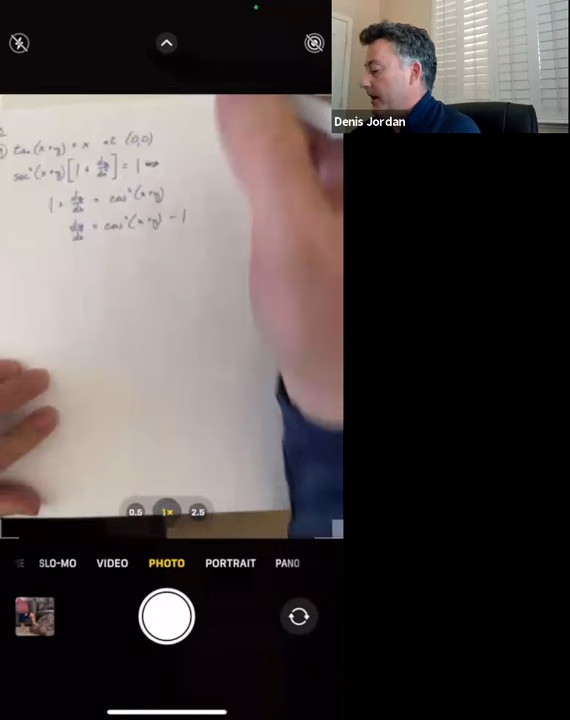 Denis Jordan
tan(x+y) = x at (0,0)
sec²(x+y)[1 + dy/dx] = 1
1 + dy/dx = cos²(x+y)
dy/dx = cos²(x+y) - 1
0.5 1× 2.5
SLO-MO VIDEO PHOTO PORTRAIT PANO